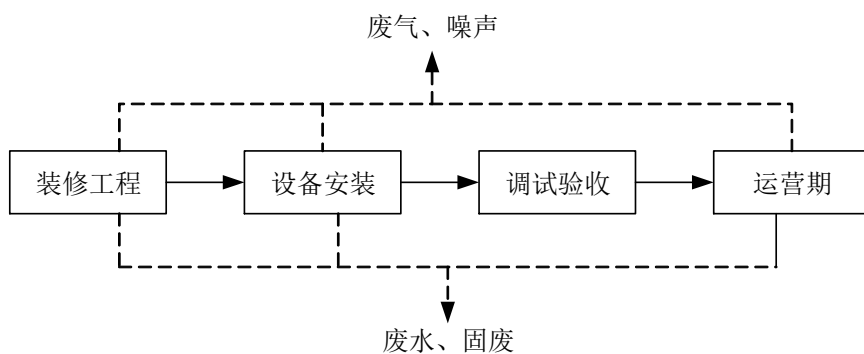 废气、噪声
装修工程
设备安装
调试验收
运营期
废水、固废